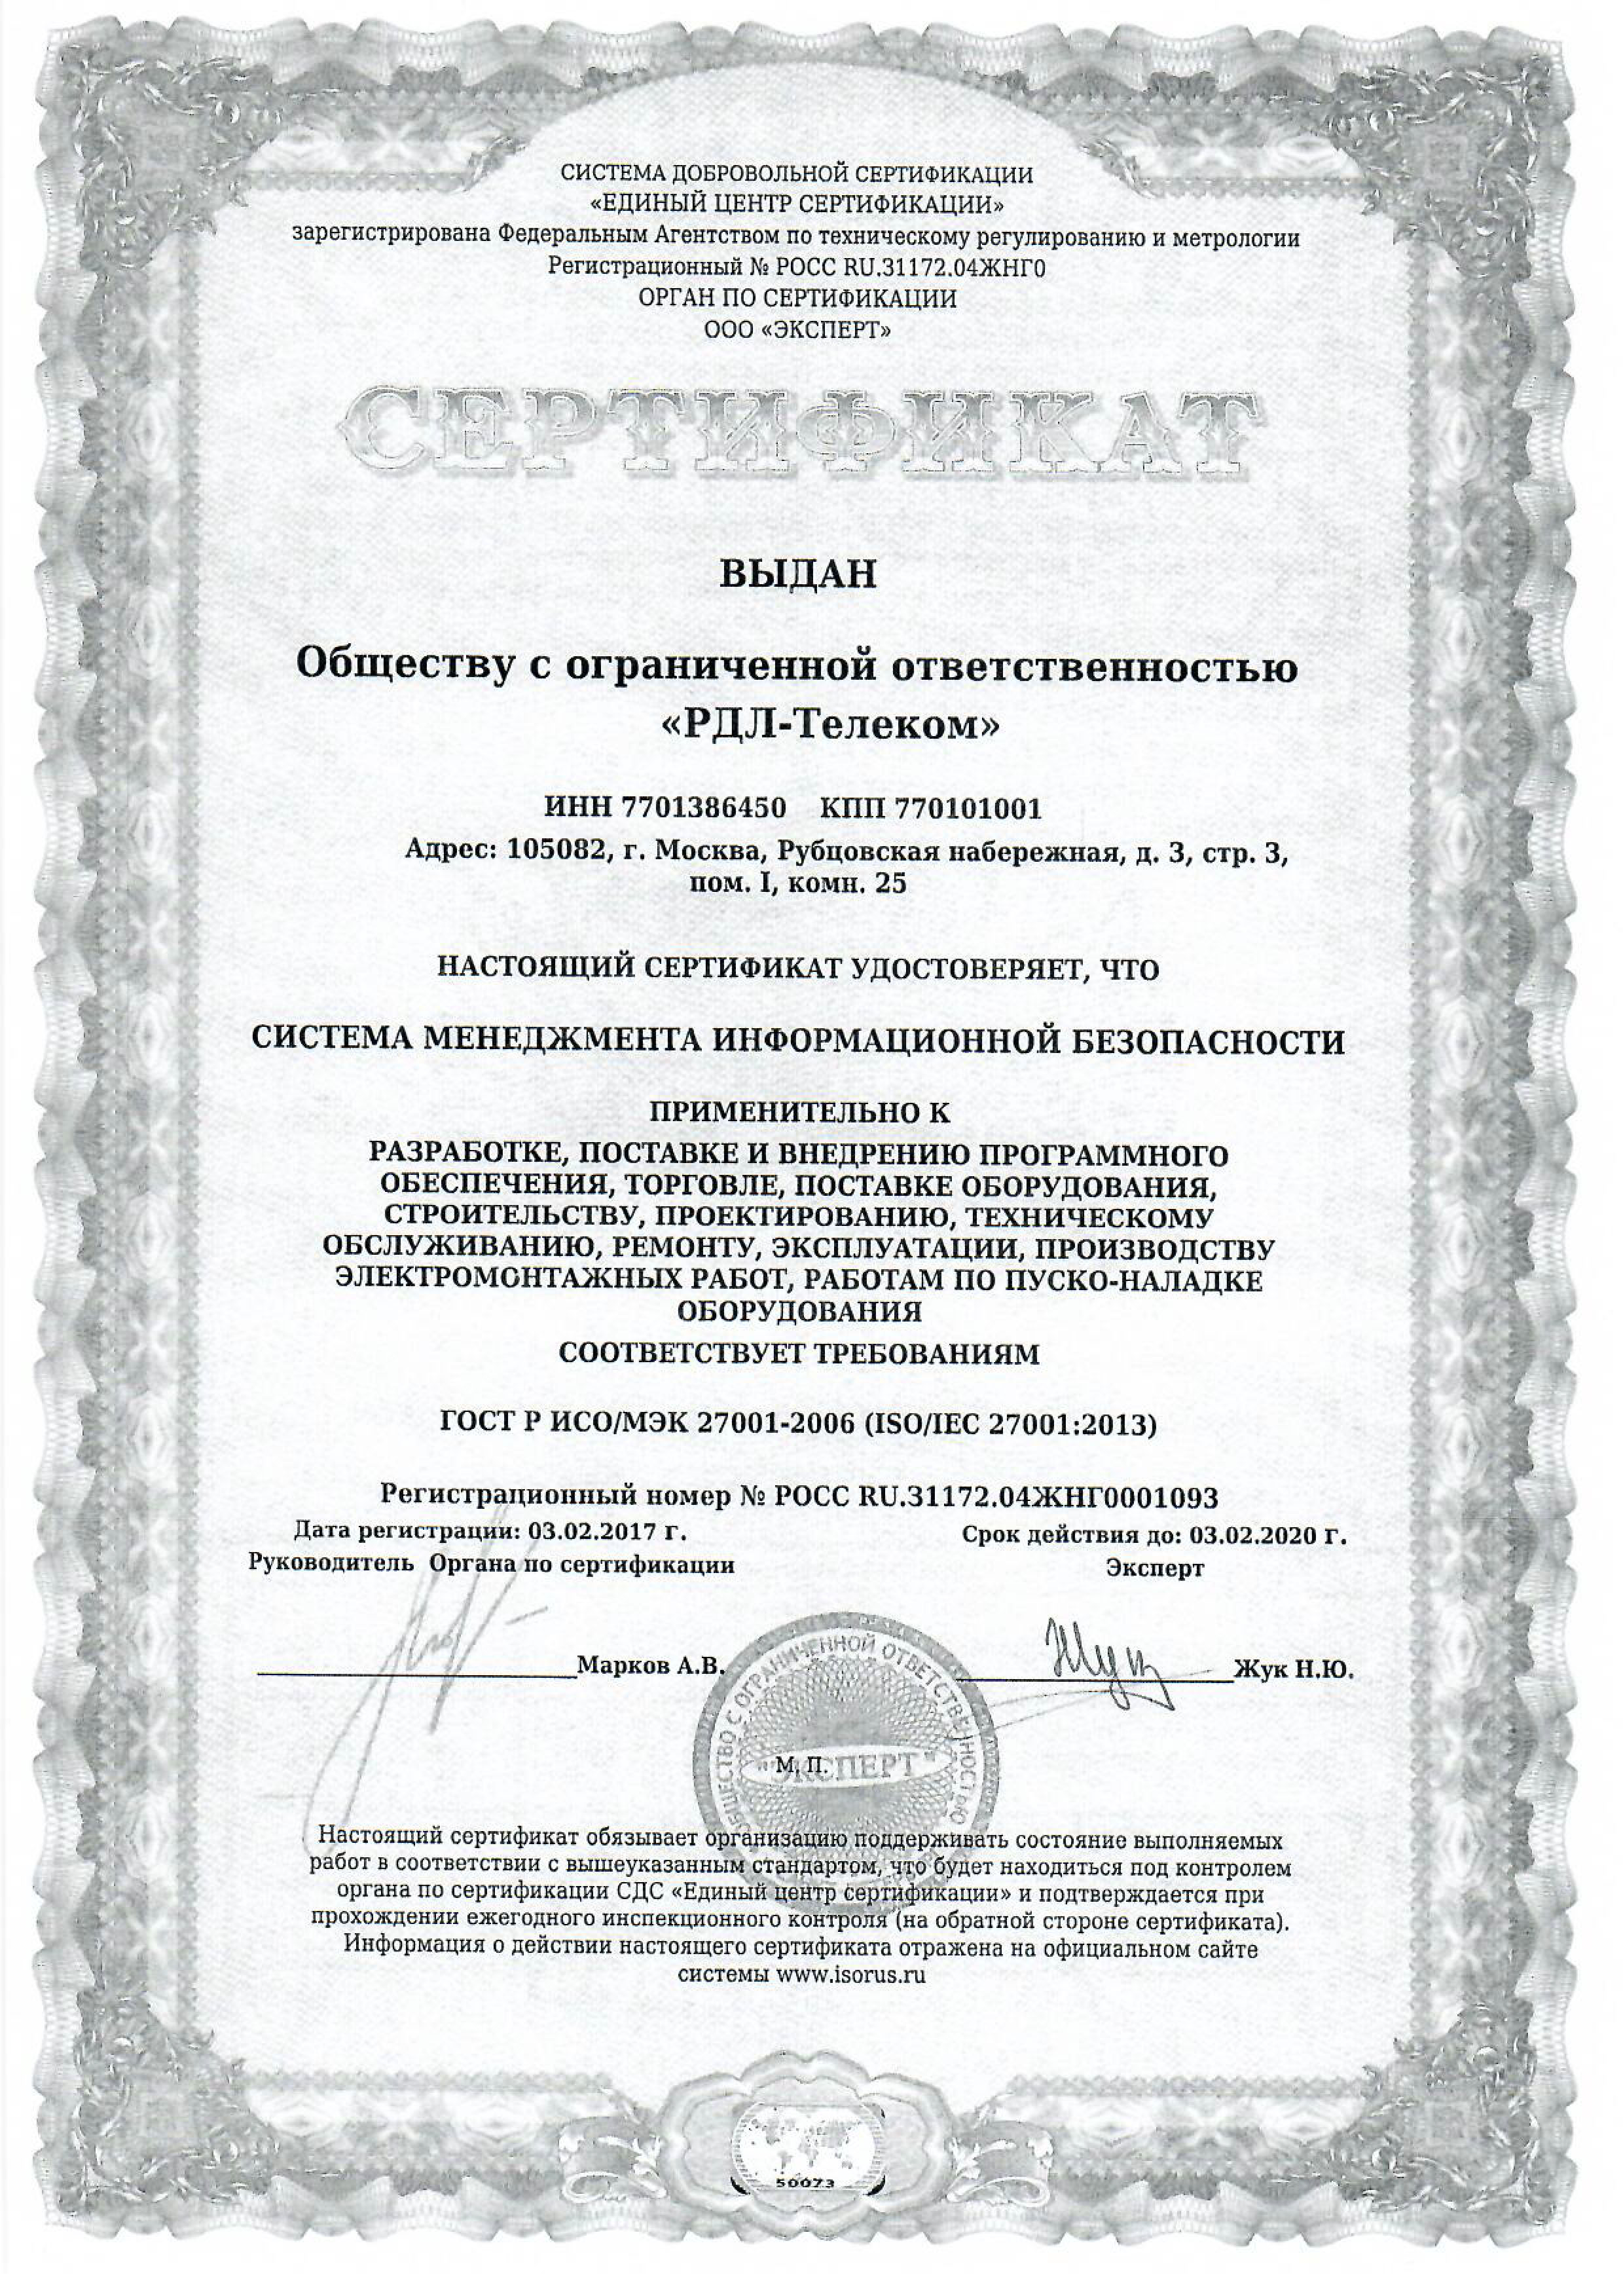 СИСТЕМА ДОБРОВОЛЬНОЙ СЕРТИФИКАЦИИ
«ЕДИНЫЙ ЦЕНТР СЕРТИФИКАЦИИ»
зарегистрирована Федеральным Агентством по техническому регулированию и метрологии
Регистрационный № РОСС RU.31172.04ЖНГ0
ОРГАН ПО СЕРТИФИКАЦИИ
ООО «ЭКСПЕРТ»
СЕРТИФИКАТ
ВЫДАН
Обществу с ограниченной ответственностью
«РДЛ-Телеком»
ИНН 7701386450 КПП 770101001
Адрес: 105082, г. Москва, Рубцовская набережная, д. 3, стр. 3,
пом. I, комн. 25
НАСТОЯЩИЙ СЕРТИФИКАТ УДОСТОВЕРЯЕТ, ЧТО
СИСТЕМА МЕНЕДЖМЕНТА ИНФОРМАЦИОННОЙ БЕЗОПАСНОСТИ
ПРИМЕНИТЕЛЬНО К
РАЗРАБОТКЕ, ПОСТАВКЕ И ВНЕДРЕНИЮ ПРОГРАММНОГО
ОБЕСПЕЧЕНИЯ, ТОРГОВЛЕ, ПОСТАВКЕ ОБОРУДОВАНИЯ,
СТРОИТЕЛЬСТВУ, ПРОЕКТИРОВАНИЮ, ТЕХНИЧЕСКОМУ
ОБСЛУЖИВАНИЮ, РЕМОНТУ, ЭКСПЛУАТАЦИИ, ПРОИЗВОДСТВУ
ЭЛЕКТРОМОНТАЖНЫХ РАБОТ, РАБОТАМ ПО ПУСКО-НАЛАДКЕ
ОБОРУДОВАНИЯ
СООТВЕТСТВУЕТ ТРЕБОВАНИЯМ
ГОСТ Р ИСО/МЭК 27001-2006 (ISO/IEC 27001:2013)
Регистрационный номер № РОСС RU.31172.04ЖНГ0001093
Дата регистрации: 03.02.2017 г. Срок действия до: 03.02.2020 г.
Руководитель Органа по сертификации Эксперт
Марков А.В. Жук Н.Ю.
ОБЩЕСТВО С ОГРАНИЧЕННОЙ ОТВЕТСТВЕННОСТЬЮ
"ЭКСПЕРТ"
М. П.
Настоящий сертификат обязывает организацию поддерживать состояние выполняемых
работ в соответствии с вышеуказанным стандартом, что будет находиться под контролем
органа по сертификации СДС «Единый центр сертификации» и подтверждается при
прохождении ежегодного инспекционного контроля (на обратной стороне сертификата).
Информация о действии настоящего сертификата отражена на официальном сайте
системы www.isorus.ru
50073